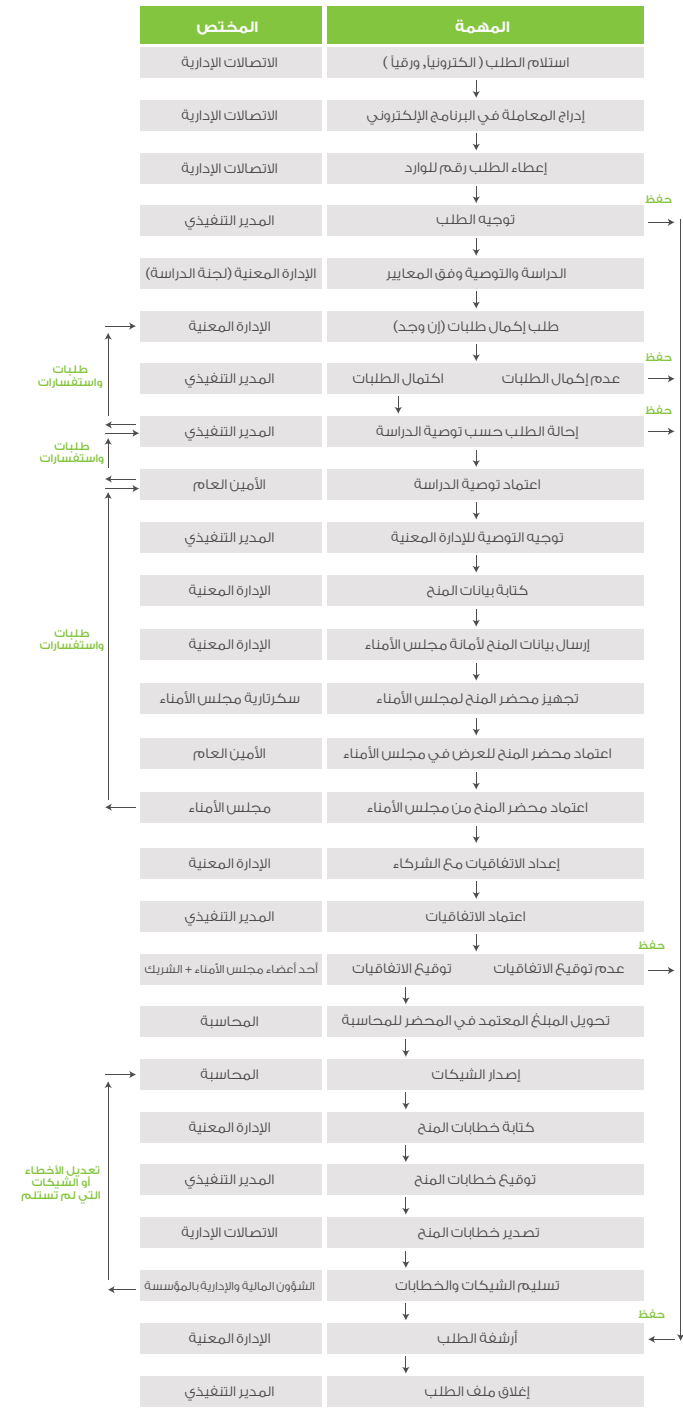 المهمة المختص
استلام الطلب ( الكترونياً, ورقياً ) الاتصالات الإدارية
إدراج المعاملة في البرنامج الإلكتروني الاتصالات الإدارية
إعطاء الطلب رقم للوارد الاتصالات الإدارية
حفظ
توجيه الطلب المدير التنفيذي
الدراسة والتوصية وفق المعايير الإدارة المعنية (لجنة الدراسة)
طلب إكمال طلبات (إن وجد) الإدارة المعنية
حفظ
عدم إكمال الطلبات اكتمال الطلبات المدير التنفيذي
طلبات
واستفسارات
حفظ
إحالة الطلب حسب توصية الدراسة المدير التنفيذي
طلبات
واستفسارات
اعتماد توصية الدراسة الأمين العام
توجيه التوصية للإدارة المعنية المدير التنفيذي
كتابة بيانات المنح الإدارة المعنية
إرسال بيانات المنح لأمانة مجلس الأمناء الإدارة المعنية
طلبات
واستفسارات
تجهيز محضر المنح لمجلس الأمناء سكرتارية مجلس الأمناء
اعتماد محضر المنح للعرض في مجلس الأمناء الأمين العام
اعتماد محضر المنح من مجلس الأمناء مجلس الأمناء
إعداد الاتفاقيات مع الشركاء الإدارة المعنية
اعتماد الاتفاقيات المدير التنفيذي
حفظ
عدم توقيع الاتفاقيات توقيع الاتفاقيات أحد أعضاء مجلس الأمناء + الشريك
تحويل المبلغ المعتمد في المحضر للمحاسبة المحاسبة
إصدار الشيكات المحاسبة
كتابة خطابات المنح الإدارة المعنية
توقيع خطابات المنح المدير التنفيذي
تعديل الأخطاء
أو الشيكات
التي لم تستلم
تصدير خطابات المنح الاتصالات الإدارية
تسليم الشيكات والخطابات الشؤون المالية والإدارية بالمؤسسة
حفظ
أرشفة الطلب الإدارة المعنية
إغلاق ملف الطلب المدير التنفيذي